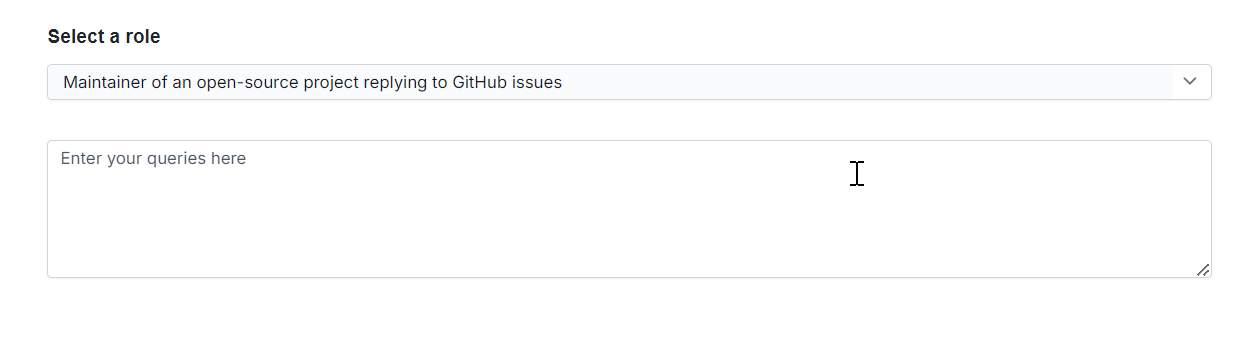 Select a role
Maintainer of an open-source project replying to GitHub issues
Enter your queries here